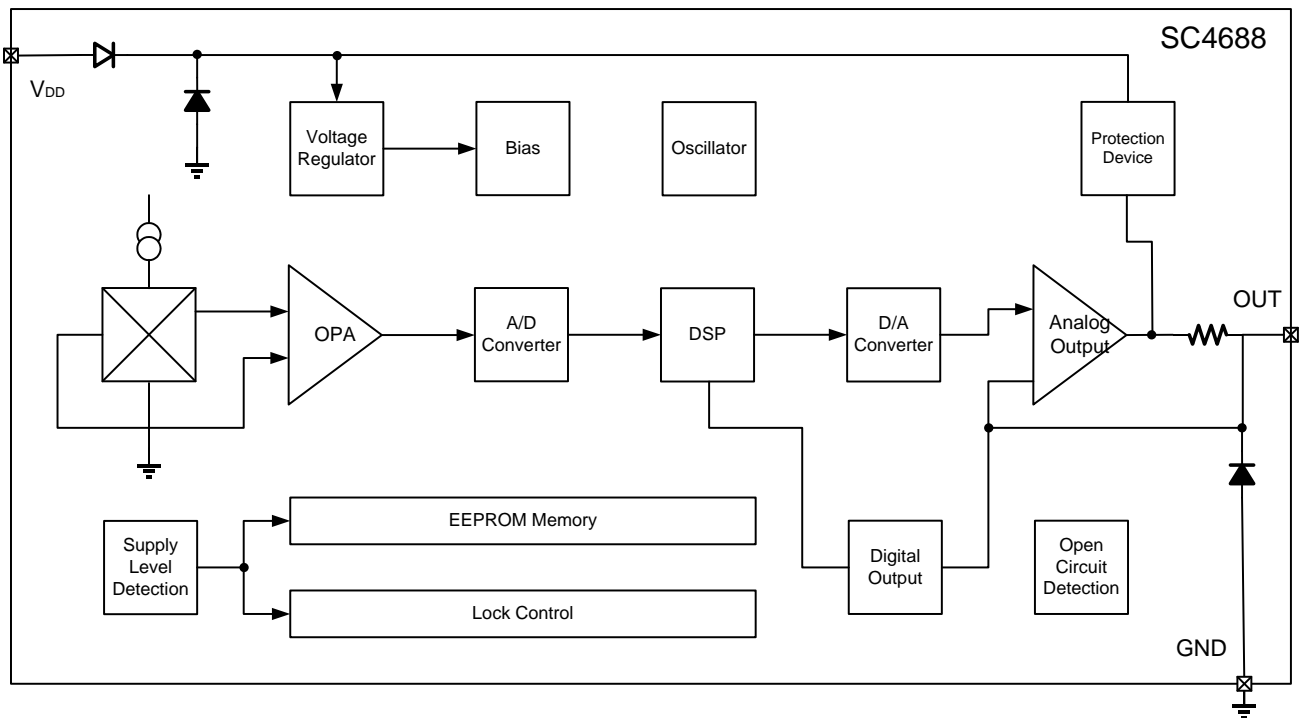 SC4688
VDD
Voltage
Regulator
Bias
Oscillator
Protection
Device
OPA
A/D
Converter
DSP
D/A
Converter
Analog
Output
OUT
Supply
Level
Detection
EEPROM Memory
Lock Control
Digital
Output
Open
Circuit
Detection
GND